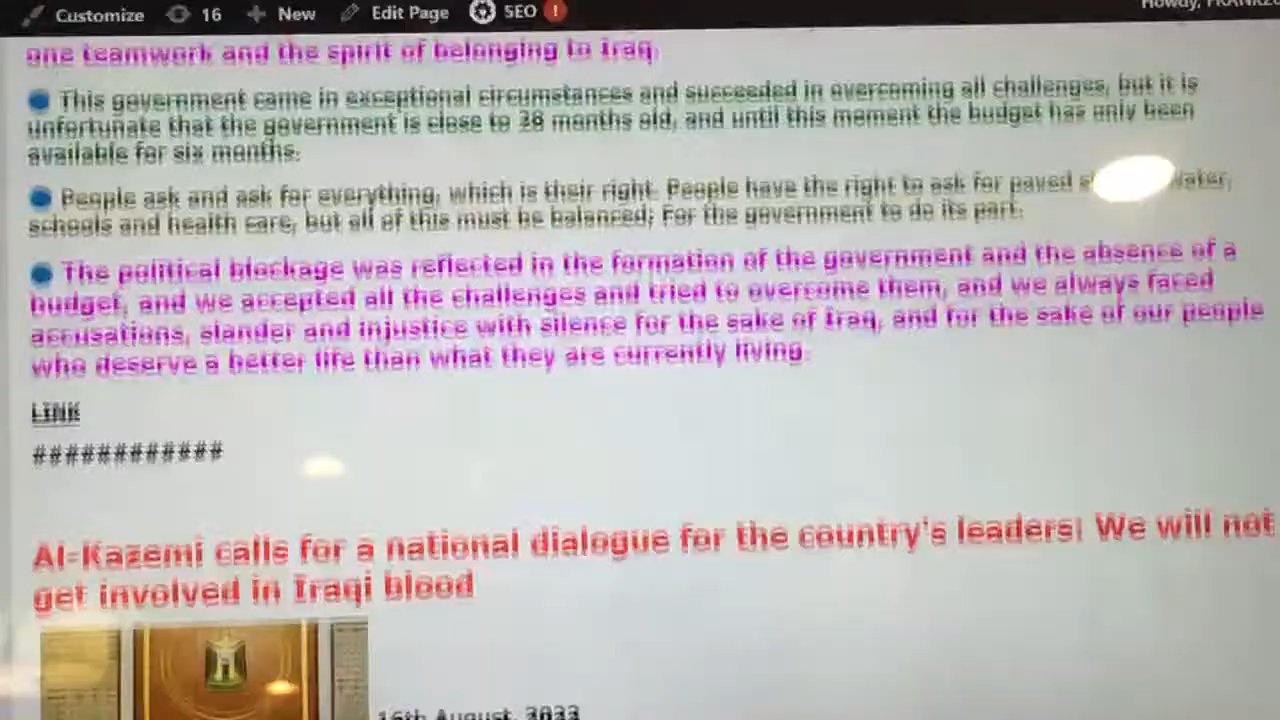 Customize 16 New Edit Page SEO !
Howdy,
one teamwork and the spirit of belonging to Iraq.
This government came in exceptional circumstances and succeeded in overcoming all challenges, but it is
unfortunate that the government is close to 28 months old, and until this moment the budget has only been
available for six months.
People ask and ask for everything, which is their right. People have the right to ask for paved water,
schools and health care, but all of this must be balanced; For the government to do its part.
The political blockage was reflected in the formation of the government and the absence of a
budget, and we accepted all the challenges and tried to overcome them, and we always faced
accusations, slander and injustice with silence for the sake of Iraq, and for the sake of our people
who deserve a better life than what they are currently living.
LINK
############
Al-Kazemi calls for a national dialogue for the country's leaders: We will not
get involved in Iraqi blood
16th August, 2022